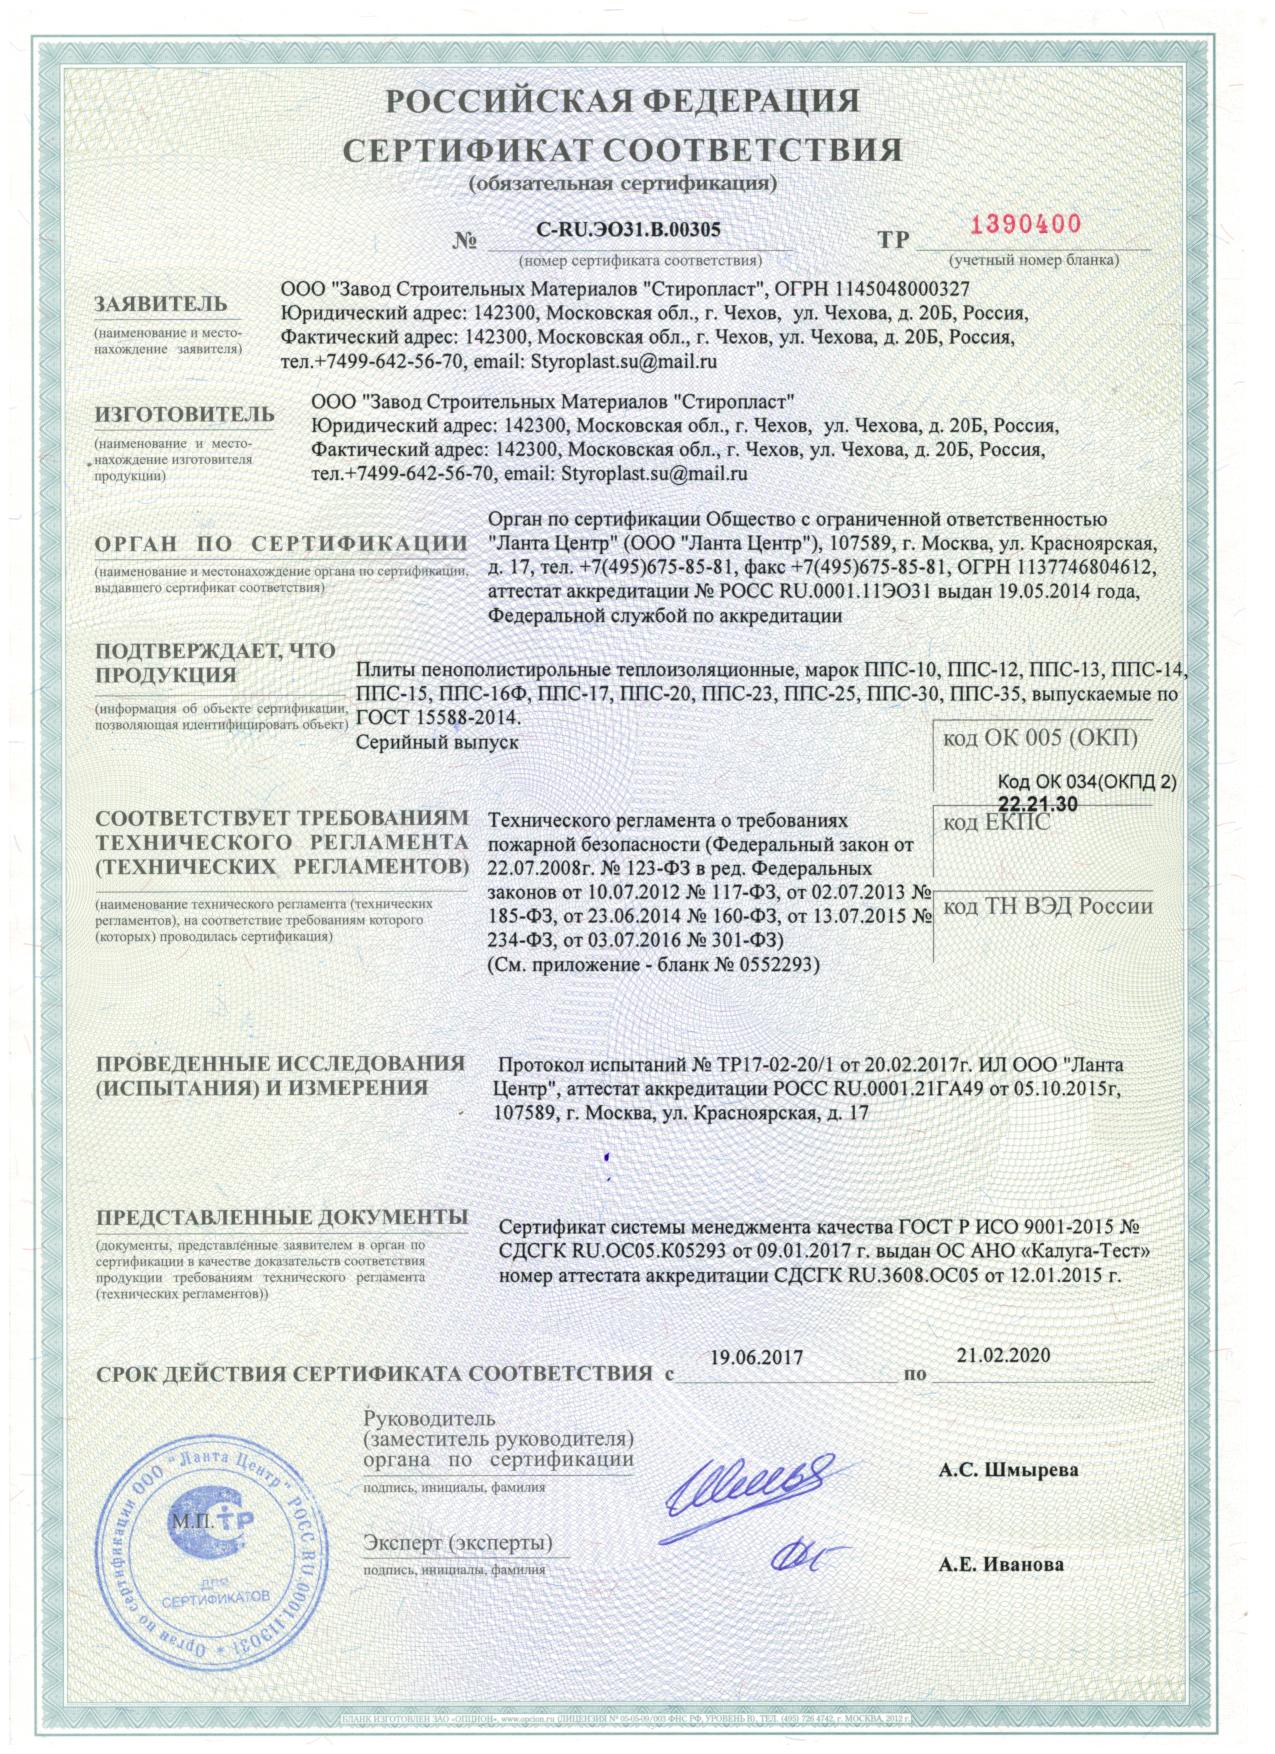 РОССИЙСКАЯ ФЕДЕРАЦИЯ
СЕРТИФИКАТ СООТВЕТСТВИЯ
(обязательная сертификация)
№ С-RU.ЭО31.В.00305
(номер сертификата соответствия)
ТР 1390400
(учетный номер бланка)
ЗАЯВИТЕЛЬ
(наименование и место-
нахождение заявителя)
ООО "Завод Строительных Материалов "Стиропласт", ОГРН 1145048000327
Юридический адрес: 142300, Московская обл., г. Чехов, ул. Чехова, д. 20Б, Россия,
Фактический адрес: 142300, Московская обл., г. Чехов, ул. Чехова, д. 20Б, Россия,
тел.+7499-642-56-70, email: Styroplast.su@mail.ru
ИЗГОТОВИТЕЛЬ
(наименование и место-
нахождение изготовителя
продукции)
ООО "Завод Строительных Материалов "Стиропласт"
Юридический адрес: 142300, Московская обл., г. Чехов, ул. Чехова, д. 20Б, Россия,
Фактический адрес: 142300, Московская обл., г. Чехов, ул. Чехова, д. 20Б, Россия,
тел.+7499-642-56-70, email: Styroplast.su@mail.ru
ОРГАН ПО СЕРТИФИКАЦИИ
(наименование и местонахождение органа по сертификации,
выдавшего сертификат соответствия)
Орган по сертификации Общество с ограниченной ответственностью
"Ланта Центр" (ООО "Ланта Центр"), 107589, г. Москва, ул. Красноярская,
д. 17, тел. +7(495)675-85-81, факс +7(495)675-85-81, ОГРН 1137746804612,
аттестат аккредитации № РОСС RU.0001.11ЭО31 выдан 19.05.2014 года,
Федеральной службой по аккредитации
ПОДТВЕРЖДАЕТ, ЧТО
ПРОДУКЦИЯ
(информация об объекте сертификации,
позволяющая идентифицировать объект)
Плиты пенополистирольные теплоизоляционные, марок ППС-10, ППС-12, ППС-13, ППС-14,
ППС-15, ППС-16Ф, ППС-17, ППС-20, ППС-23, ППС-25, ППС-30, ППС-35, выпускаемые по
ГОСТ 15588-2014.
Серийный выпуск
код ОК 005 (ОКП)
Код ОК 034(ОКПД 2)
22.21.30
код ЕКПС
код ТН ВЭД России
СООТВЕТСТВУЕТ ТРЕБОВАНИЯМ
ТЕХНИЧЕСКОГО РЕГЛАМЕНТА
(ТЕХНИЧЕСКИХ РЕГЛАМЕНТОВ)
(наименование технического регламента (технических
регламентов), на соответствие требованиям которого
(которых) проводилась сертификация)
Технического регламента о требованиях
пожарной безопасности (Федеральный закон от
22.07.2008г. № 123-ФЗ в ред. Федеральных
законов от 10.07.2012 № 117-ФЗ, от 02.07.2013 №
185-ФЗ, от 23.06.2014 № 160-ФЗ, от 13.07.2015 №
234-ФЗ, от 03.07.2016 № 301-ФЗ)
(См. приложение - бланк № 0552293)
ПРОВЕДЕННЫЕ ИССЛЕДОВАНИЯ
(ИСПЫТАНИЯ) И ИЗМЕРЕНИЯ
Протокол испытаний № ТР17-02-20/1 от 20.02.2017г. ИЛ ООО "Ланта
Центр", аттестат аккредитации РОСС RU.0001.21ГА49 от 05.10.2015г,
107589, г. Москва, ул. Красноярская, д. 17
ПРЕДСТАВЛЕННЫЕ ДОКУМЕНТЫ
(документы, представленные заявителем в орган по
сертификации в качестве доказательств соответствия
продукции требованиям технического регламента
(технических регламентов))
Сертификат системы менеджмента качества ГОСТ Р ИСО 9001-2015 №
СДСГК RU.ОС05.К05293 от 09.01.2017 г. выдан ОС АНО «Калуга-Тест»
номер аттестата аккредитации СДСГК RU.3608.ОС05 от 12.01.2015 г.
СРОК ДЕЙСТВИЯ СЕРТИФИКАТА СООТВЕТСТВИЯ с 19.06.2017 по 21.02.2020
Руководитель
(заместитель руководителя)
органа по сертификации
подпись, инициалы, фамилия
А.С. Шмырева
Эксперт (эксперты)
подпись, инициалы, фамилия
А.Е. Иванова
М.П.
Орган по сертификации ООО "Ланта Центр" РОСС RU.0001.11ЭО31 *
ДЛЯ
СЕРТИФИКАТОВ
БЛАНК ИЗГОТОВЛЕН ЗАО «ОПЦИОН», www.opcion.ru (ЛИЦЕНЗИЯ № 05-05-09/003 ФНС РФ, УРОВЕНЬ В), ТЕЛ. (495) 726 4742, г. МОСКВА, 2012 г.